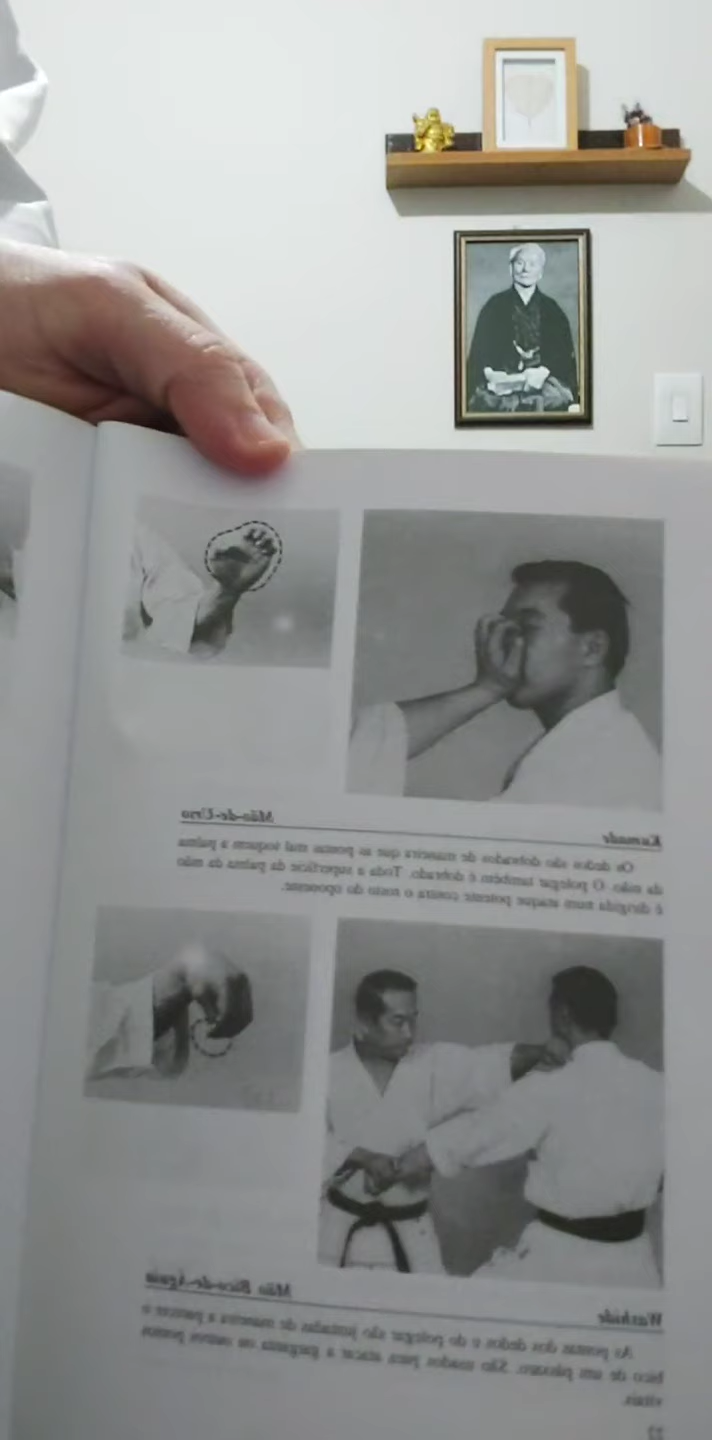 Kumade Mão-de-Urso
Os dedos são dobrados de maneira que as pontas mal toquem a palma
da mão. O polegar também é dobrado. Toda a superfície da palma da mão
é dirigida num ataque potente contra o rosto do oponente.
Washide Mão Bico-de-Águia
As pontas dos dedos e do polegar são juntadas de maneira a parecer o
bico de um pássaro. São usados para atacar a garganta ou outros pontos
vitais.
22